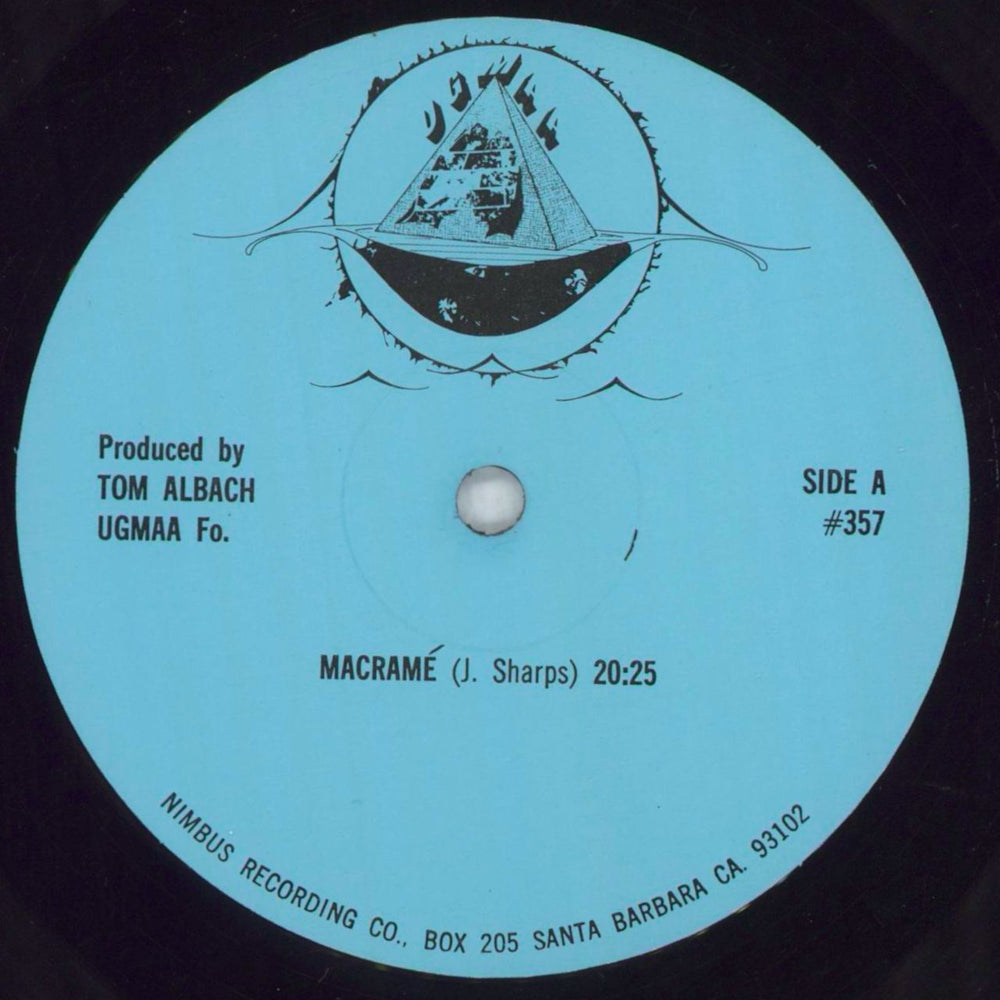 UGMAA
Produced by
TOM ALBACH
UGMAA Fo.
SIDE A
#357
MACRAMÉ (J. Sharps) 20:25
NIMBUS RECORDING CO., BOX 205 SANTA BARBARA CA. 93102